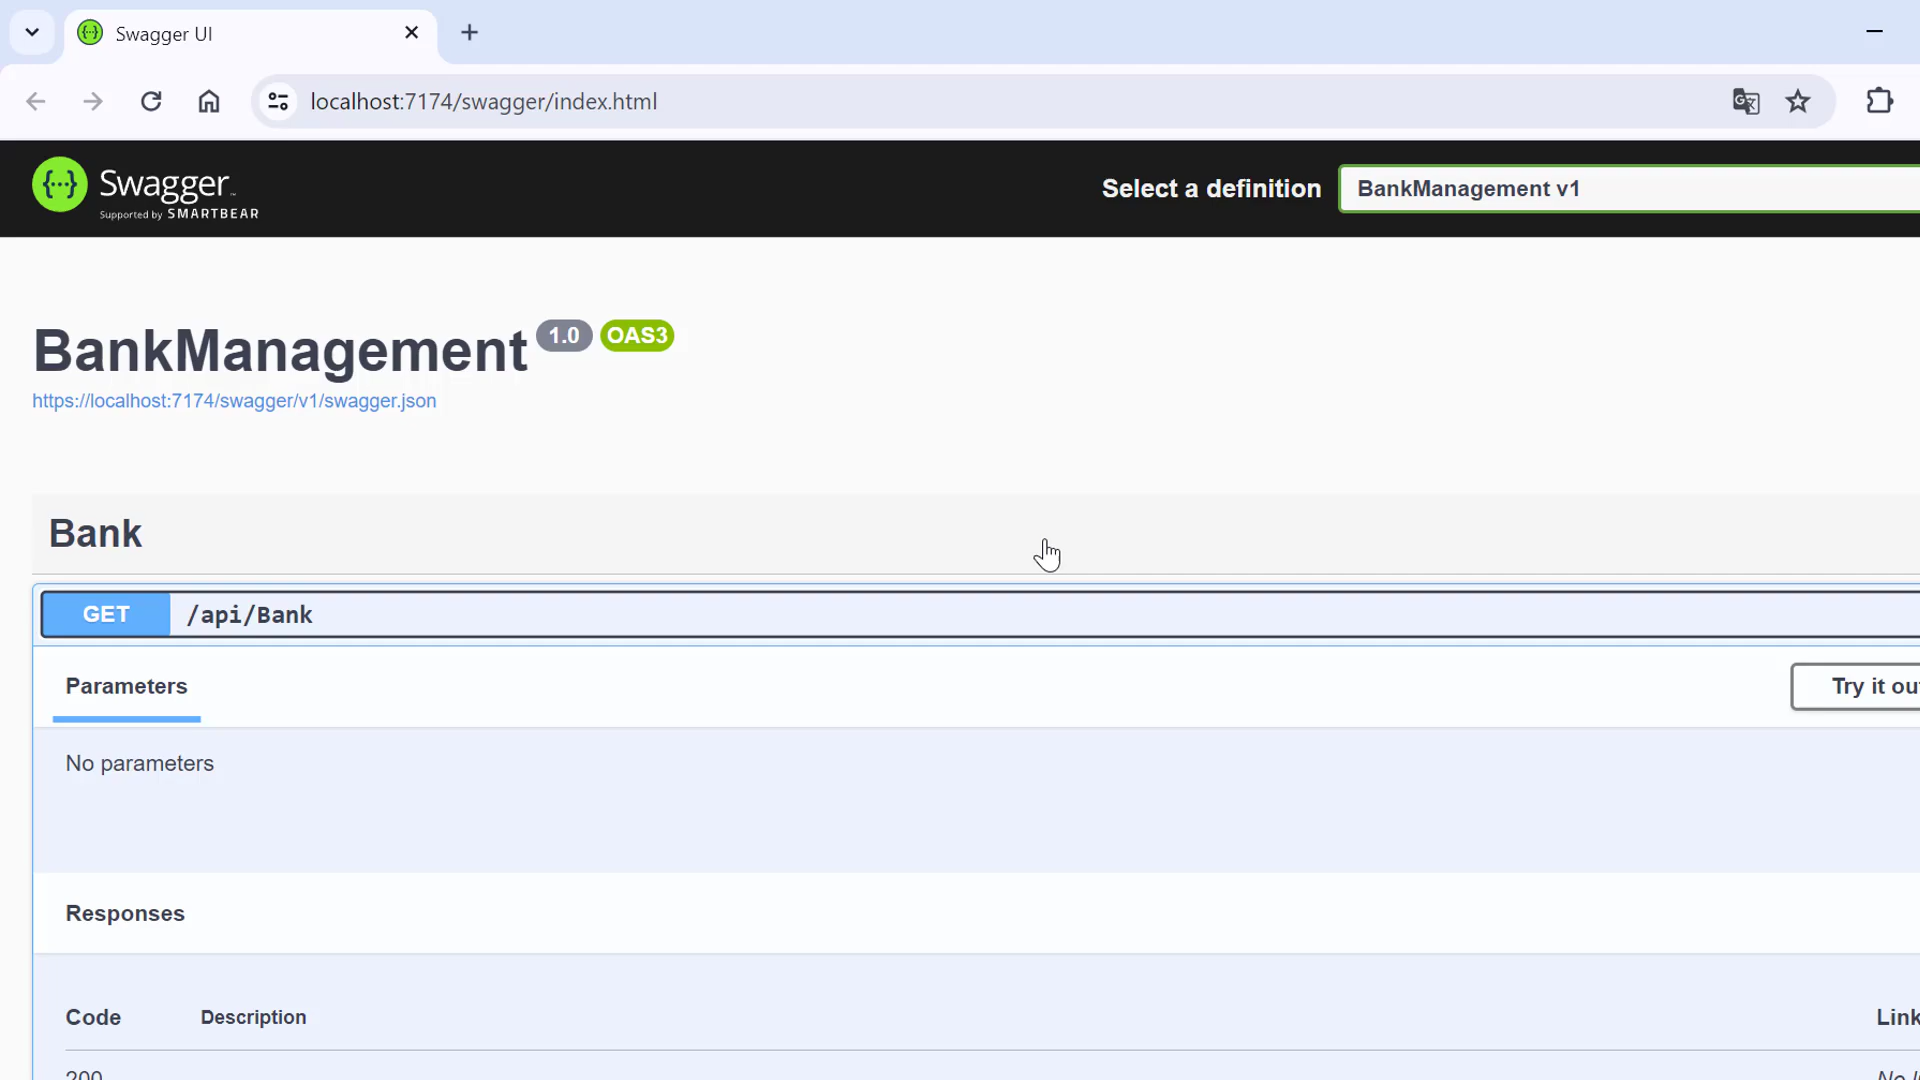 Swagger UI
localhost:7174/swagger/index.html
Swagger
Supported by SMARTBEAR
Select a definition
BankManagement v1
BankManagement 1.0 OAS3
https://localhost:7174/swagger/v1/swagger.json
Bank
GET /api/Bank
Parameters
Try it ou
No parameters
Responses
Code Description Link
200 No